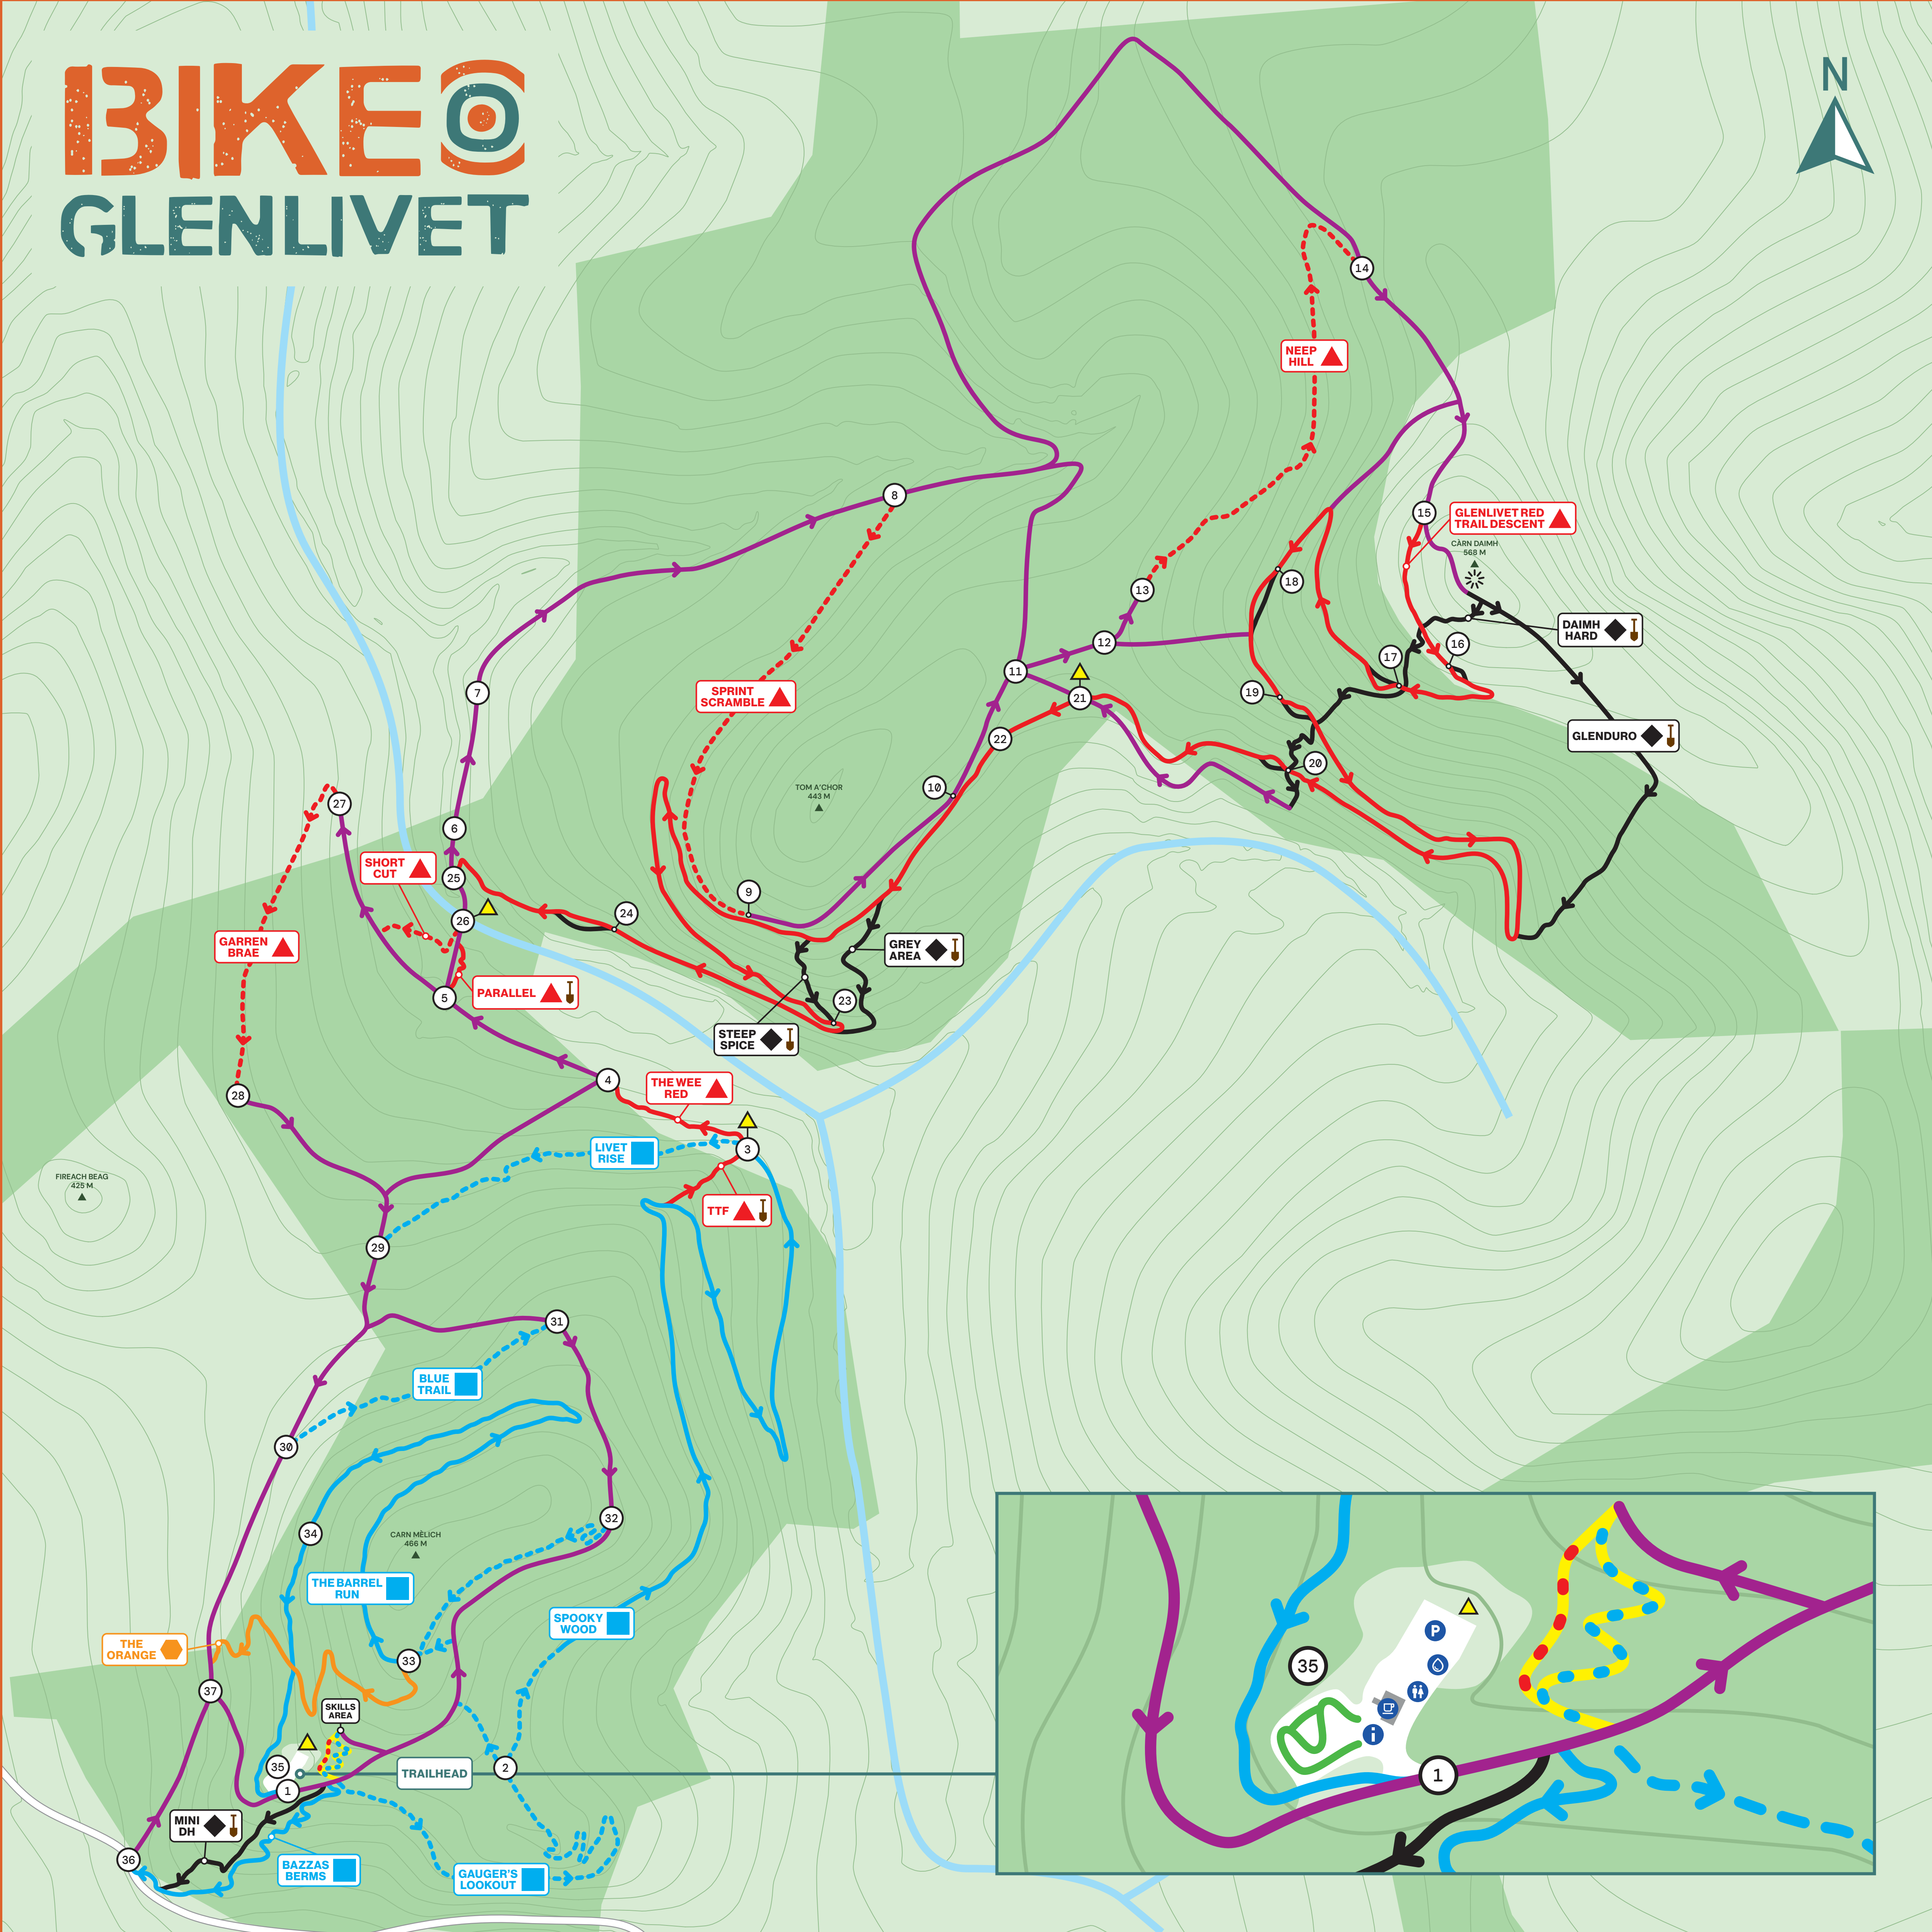 BIKE
GLENLIVET
N
14
NEEP
HILL
8
15
GLENLIVET RED
TRAIL DESCENT
CÀRN DAIMH
568 M
18
13
DAIMH
HARD
12
16
17
11
7
SPRINT
SCRAMBLE
21
19
22
GLENDURO
20
10
TOM A'CHOR
443 M
27
6
SHORT
CUT
25
9
24
26
GARREN
BRAE
GREY
AREA
PARALLEL
5
23
STEEP
SPICE
4
THE WEE
RED
28
3
LIVET
RISE
FIREACH BEAG
425 M
TTF
29
31
BLUE
TRAIL
30
32
34
CARN MÈLICH
466 M
THE BARREL
RUN
SPOOKY
WOOD
THE
ORANGE
33
37
SKILLS
AREA
35
TRAILHEAD
2
1
MINI
DH
36
BAZZAS
BERMS
GAUGER'S
LOOKOUT
P
35
i
1